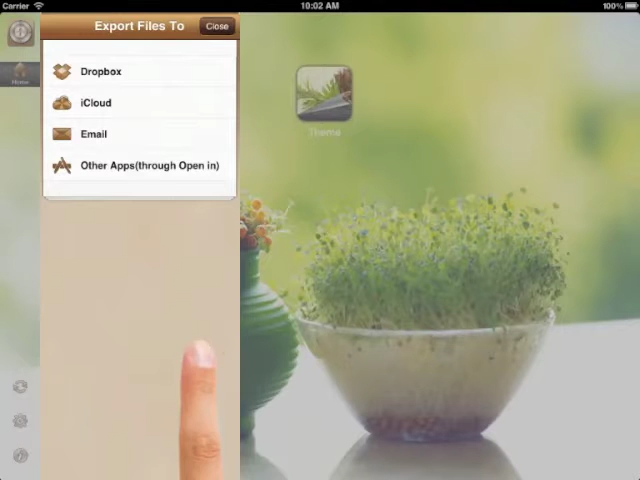 Carrier 10:02 AM 100%
Export Files To Close
Home
Dropbox
iCloud
Email
Other Apps(through Open in)
Theme